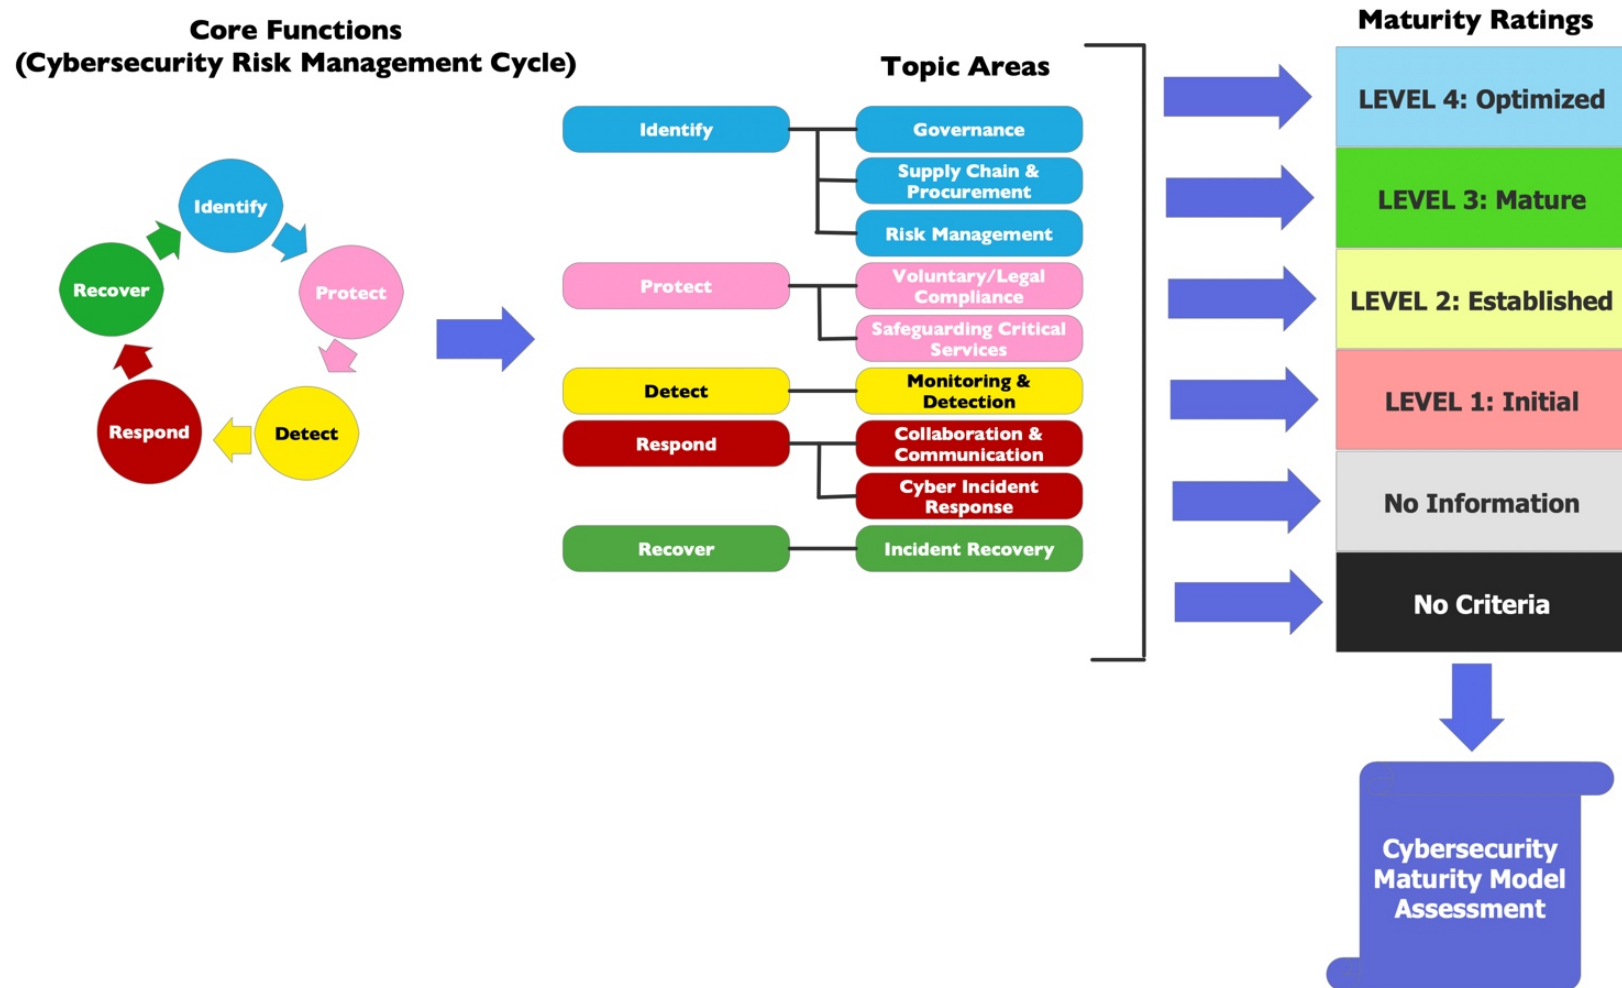 Core Functions
(Cybersecurity Risk Management Cycle)
Identify
Protect
Detect
Respond
Recover
Topic Areas
Identify
Governance
Supply Chain &
Procurement
Risk Management
Protect
Voluntary/Legal
Compliance
Safeguarding Critical
Services
Detect
Monitoring &
Detection
Respond
Collaboration &
Communication
Cyber Incident
Response
Recover
Incident Recovery
Maturity Ratings
LEVEL 4: Optimized
LEVEL 3: Mature
LEVEL 2: Established
LEVEL 1: Initial
No Information
No Criteria
Cybersecurity
Maturity Model
Assessment